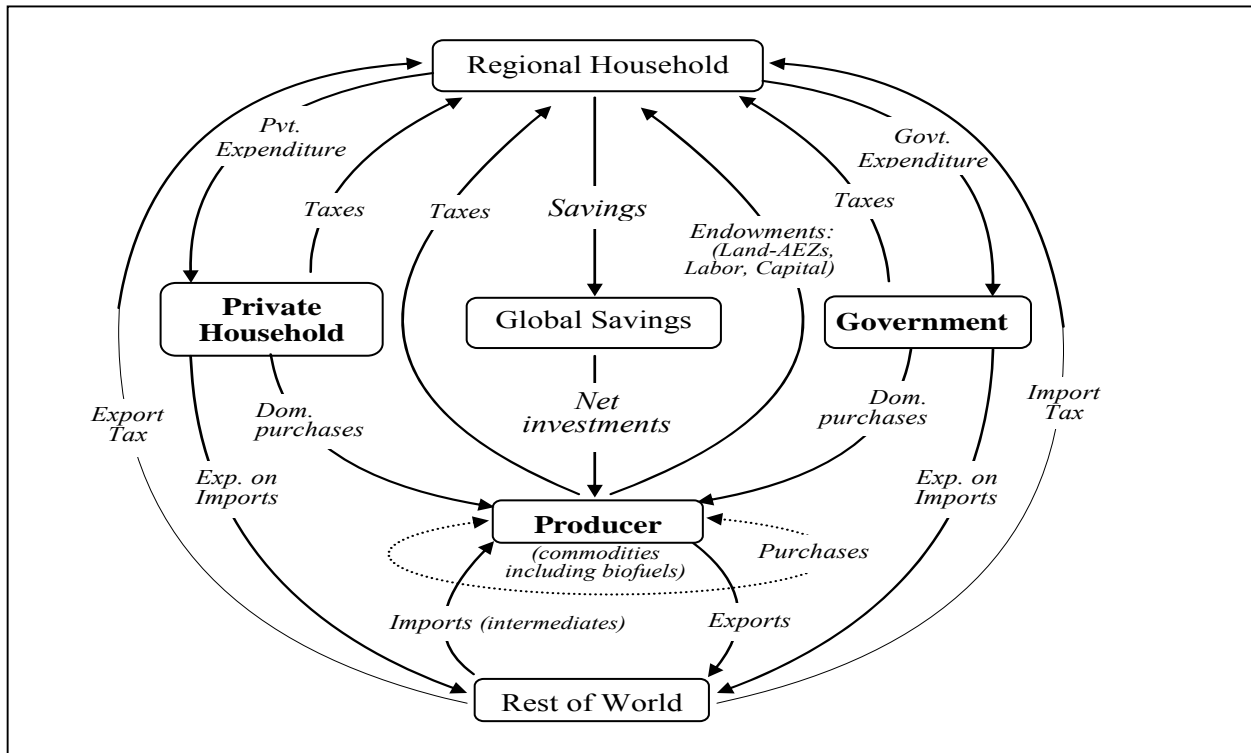 Regional Household
Pvt.
Expenditure
Govt.
Expenditure
Taxes
Taxes
Savings
Taxes
Endowments:
(Land-AEZs,
Labor, Capital)
Private
Household
Global Savings
Government
Export
Tax
Dom.
purchases
Net
investments
Dom.
purchases
Import
Tax
Exp. on
Imports
Exp. on
Imports
Producer
(commodities
including biofuels)
Purchases
Imports (intermediates)
Exports
Rest of World